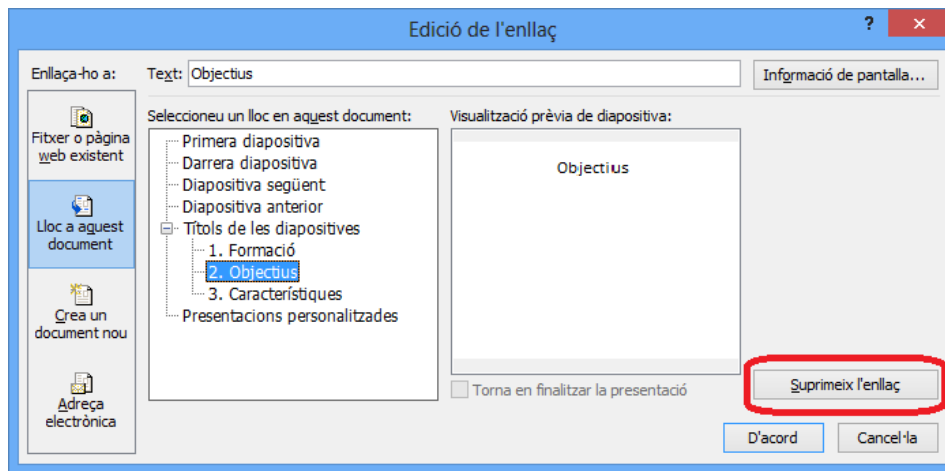 Edició de l'enllaç
?
×
Enllaça-ho a:
Text: Objectius
Informació de pantalla...
Fitxer o pàgina
web existent
Lloc a aquest
document
Crea un
document nou
Adreça
electrònica
Seleccioneu un lloc en aquest document:
Primera diapositiva
Darrera diapositiva
Diapositiva següent
Diapositiva anterior
Títols de les diapositives
1. Formació
2. Objectius
3. Característiques
Presentacions personalitzades
Visualització prèvia de diapositiva:
Objectius
Torna en finalitzar la presentació
Suprimeix l'enllaç
D'acord
Cancel·la